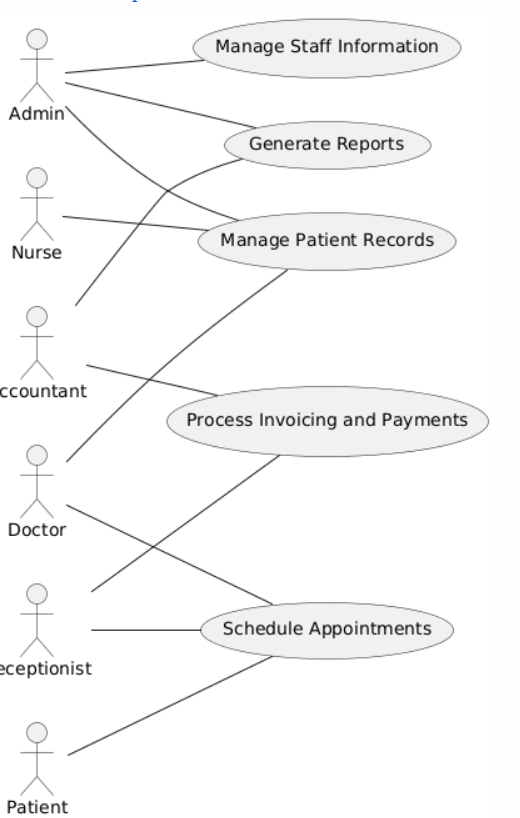 Manage Staff Information
Admin
Generate Reports
Nurse
Manage Patient Records
ccountant
Process Invoicing and Payments
Doctor
Schedule Appointments
eceptionist
Patient